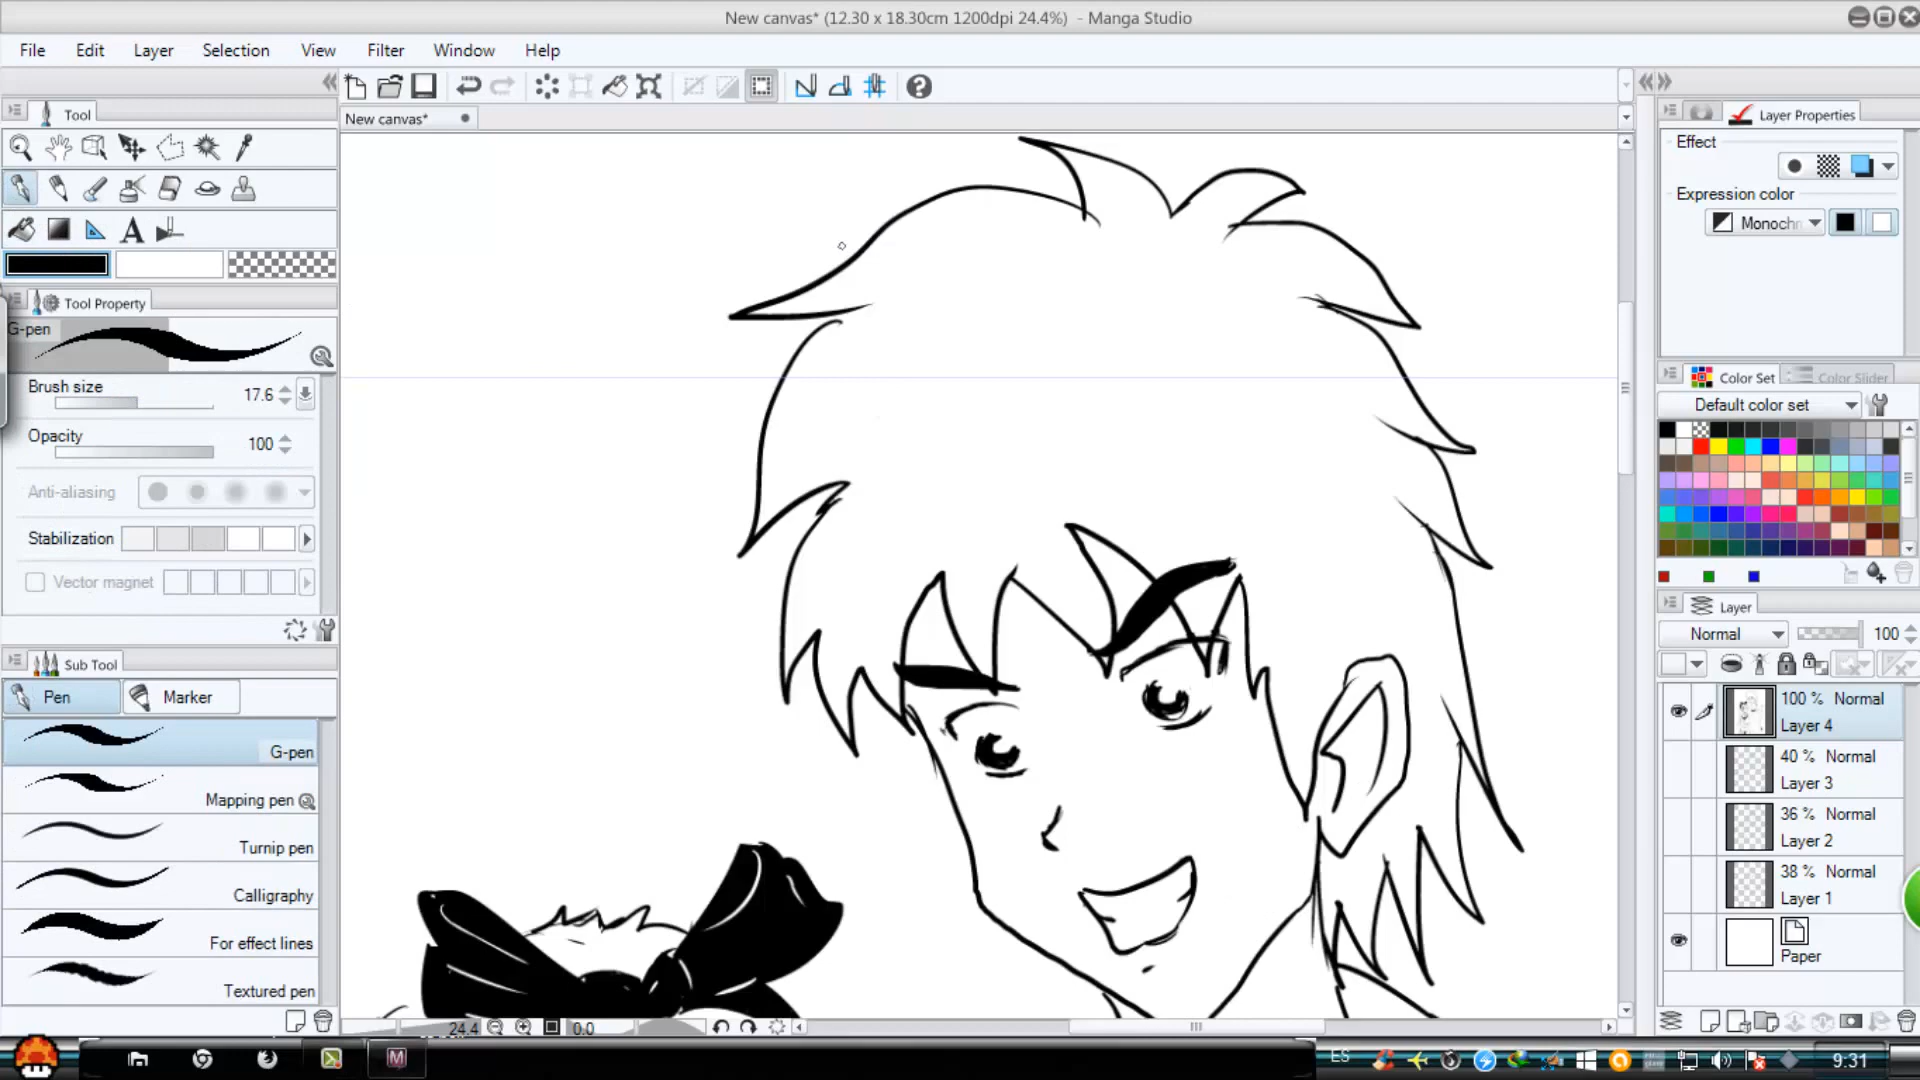 New canvas* (12.30 x 18.30cm 1200dpi 24.4%) - Manga Studio
File Edit Layer Selection View Filter Window Help
New canvas*
Tool
Tool Property
G-pen
Brush size 17.6
Opacity 100
Anti-aliasing
Stabilization
Vector magnet
Sub Tool
Pen Marker
G-pen
Mapping pen
Turnip pen
Calligraphy
For effect lines
Textured pen
24.4 0.0
Layer Properties
Effect
Expression color
Monochr
Color Set Color Slider
Default color set
Layer
Normal 100
100 % Normal
Layer 4
40 % Normal
Layer 3
36 % Normal
Layer 2
38 % Normal
Layer 1
Paper
ES
9:31